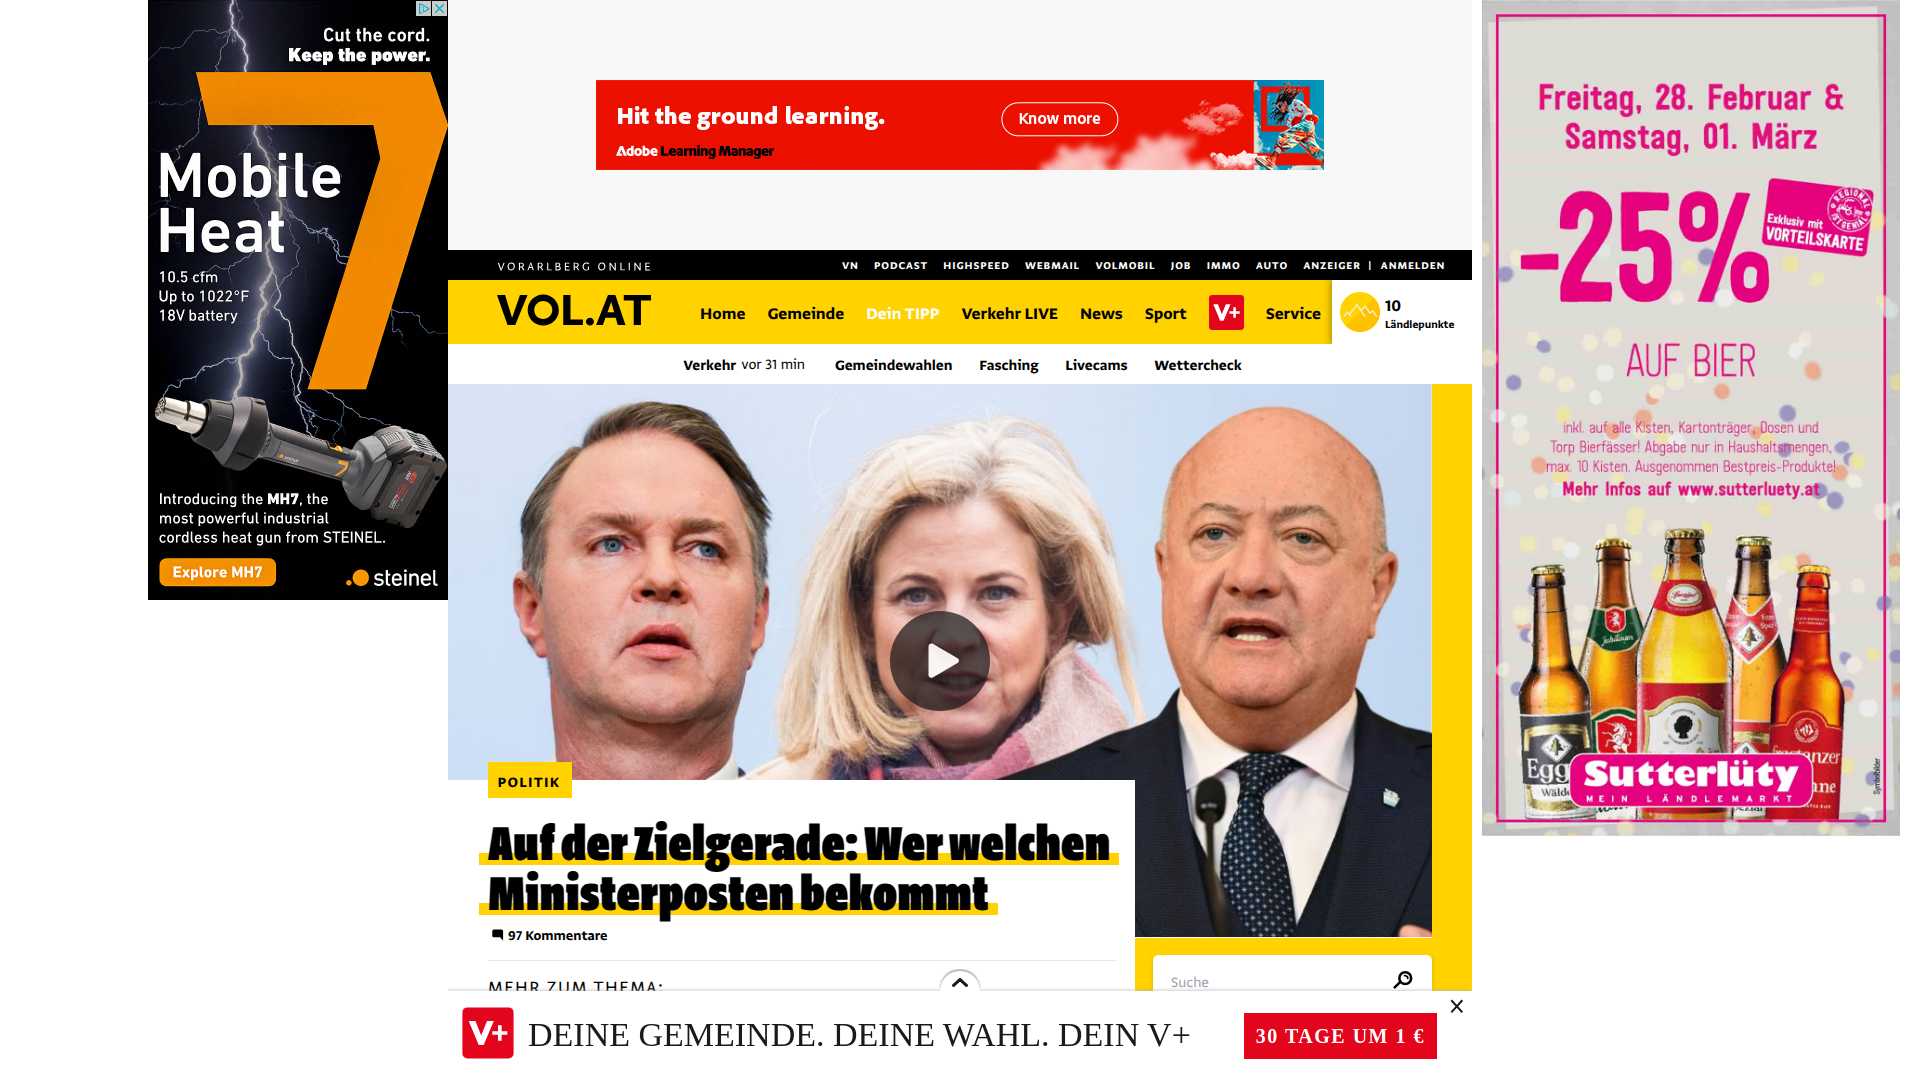 Cut the cord.
Keep the power.
7
Mobile
Heat
10.5 cfm
Up to 1022°F
18V battery
Introducing the MH7, the
most powerful industrial
cordless heat gun from STEINEL.
Explore MH7
steinel
Hit the ground learning.
Adobe Learning Manager
Know more
VORARLBERG ONLINE
VN PODCAST HIGHSPEED WEBMAIL VOLMOBIL JOB IMMO AUTO ANZEIGER | ANMELDEN
VOL.AT
Home Gemeinde Dein TIPP Verkehr LIVE News Sport V+ Service
10
Ländlepunkte
Verkehr vor 31 min Gemeindewahlen Fasching Livecams Wettercheck
POLITIK
Auf der Zielgerade: Wer welchen
Ministerposten bekommt
97 Kommentare
MEHR ZUM THEMA:
Suche
V+ DEINE GEMEINDE. DEINE WAHL. DEIN V+
30 TAGE UM 1 €
Freitag, 28. Februar &
Samstag, 01. März
-25%
REGIONAL
IST GENIAL
Exklusiv mit
VORTEILSKARTE
AUF BIER
inkl. auf alle Kisten, Kartonträger, Dosen und
Torp Bierfässer! Abgabe nur in Haushaltsmengen,
max. 10 Kisten. Ausgenommen Bestpreis-Produkte!
Mehr Infos auf www.sutterluety.at
Sutterlüty
MEIN LÄNDLEMARKT
Symbolbilder